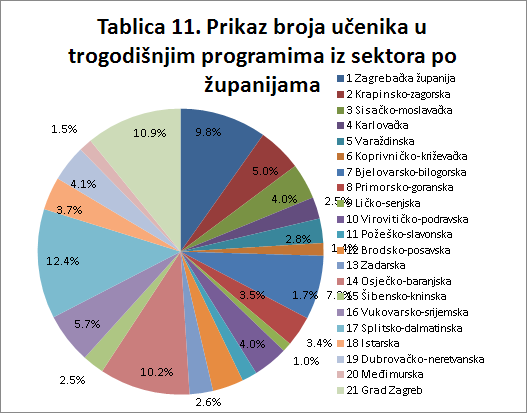 Tablica 11. Prikaz broja učenika u
trogodišnjim programima iz sektora po
županijama
1 Zagrebačka županija
2 Krapinsko-zagorska
3 Sisačko-moslavačka
4 Karlovačka
5 Varaždinska
6 Koprivničko-križevačka
7 Bjelovarsko-bilogorska
8 Primorsko-goranska
9 Ličko-senjska
10 Virovitičko-podravska
11 Požeško-slavonska
12 Brodsko-posavska
13 Zadarska
14 Osječko-baranjska
15 Šibensko-kninska
16 Vukovarsko-srijemska
17 Splitsko-dalmatinska
18 Istarska
19 Dubrovačko-neretvanska
20 Međimurska
21 Grad Zagreb
9.8%
5.0%
4.0%
2.8%
1.4%
3.5%
1.7%
3.4%
1.0%
4.0%
2.6%
10.2%
2.5%
5.7%
12.4%
3.7%
4.1%
1.5%
10.9%